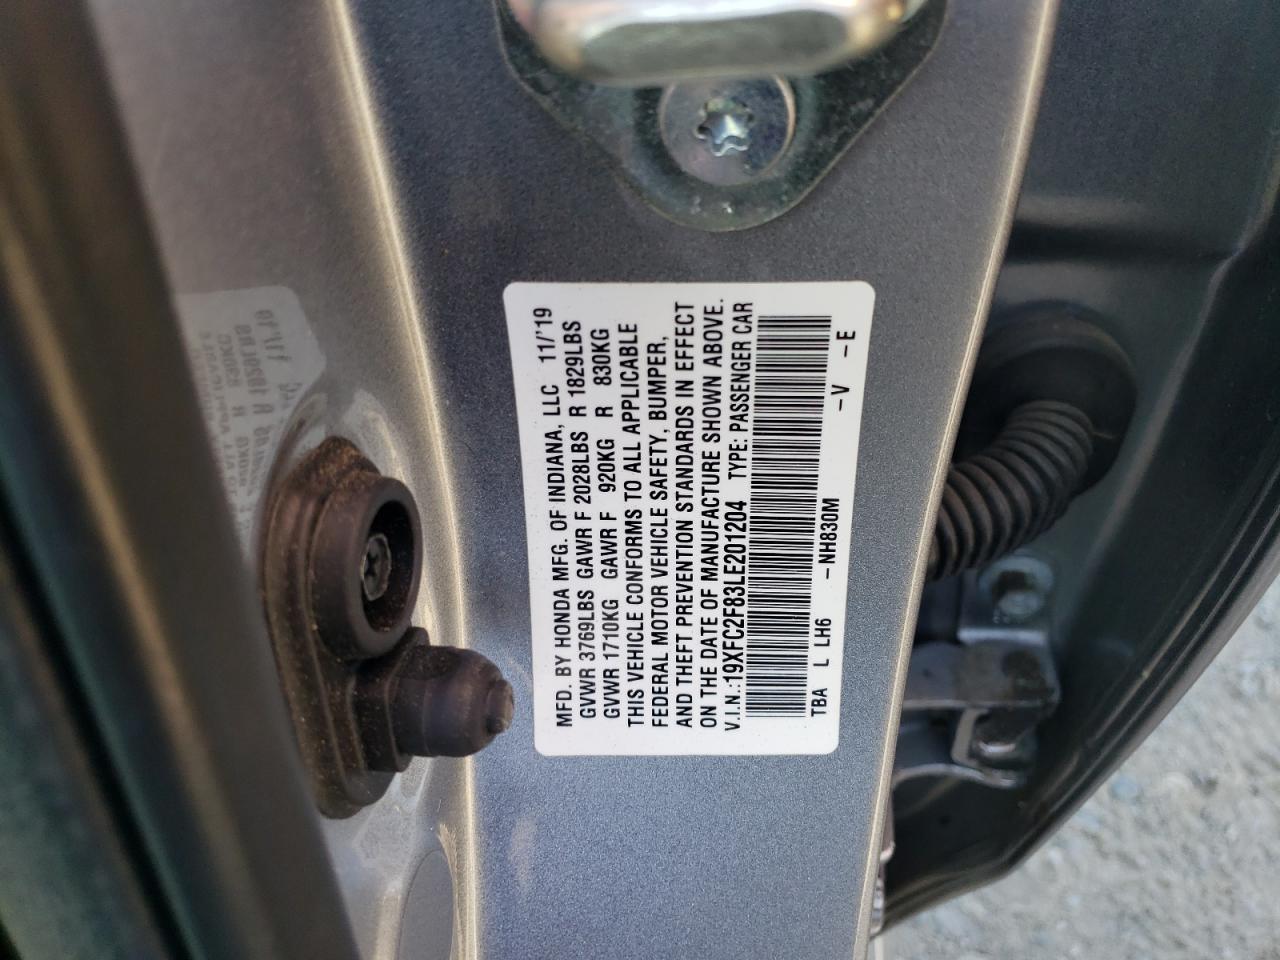 MFD. BY HONDA MFG. OF INDIANA, LLC 11/'19
GVWR 3769LBS GAWR F 2028LBS R 1829LBS
GVWR 1710KG GAWR F 920KG R 830KG
THIS VEHICLE CONFORMS TO ALL APPLICABLE
FEDERAL MOTOR VEHICLE SAFETY, BUMPER,
AND THEFT PREVENTION STANDARDS IN EFFECT
ON THE DATE OF MANUFACTURE SHOWN ABOVE.
V.I.N.:19XFC2F83LE201204 TYPE: PASSENGER CAR
TBA L LH6 -NH830M -V -E